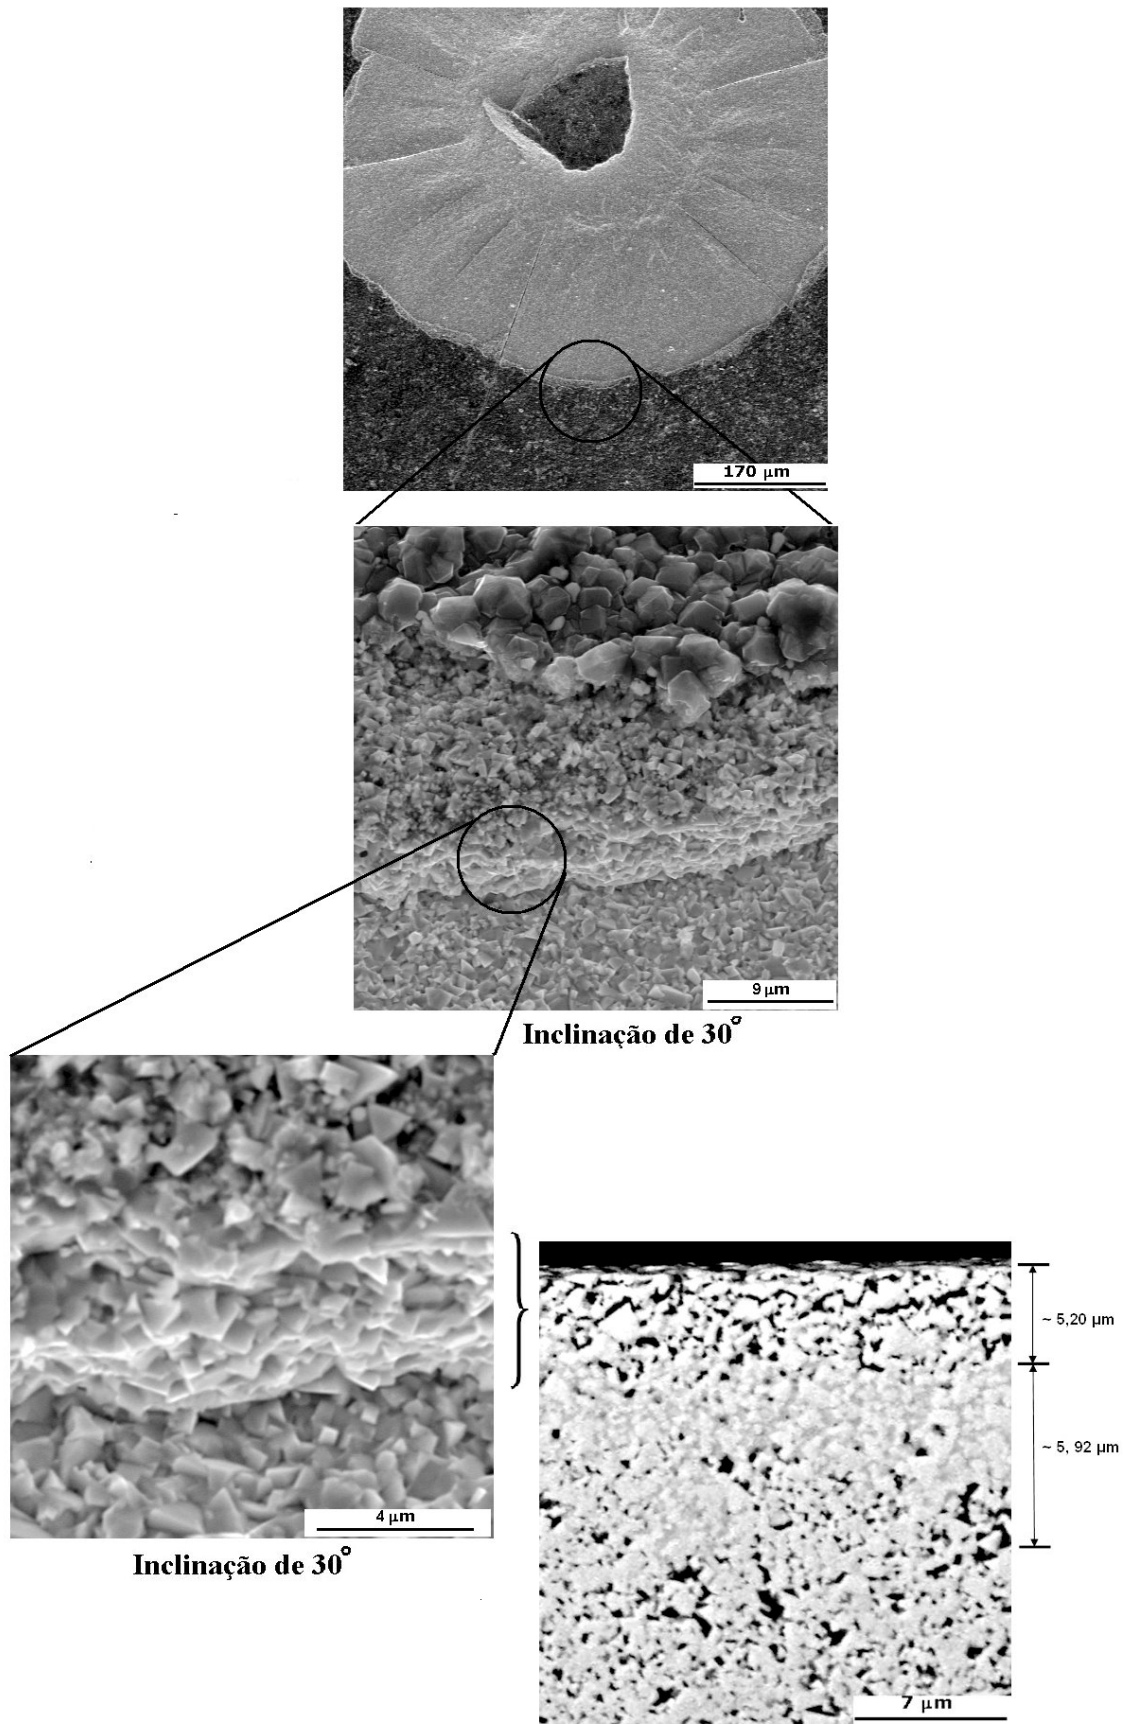 170 μm
9 μm
Inclinação de 30°
~ 5,20 μm
~ 5, 92 μm
4 μm
Inclinação de 30°
7 μm